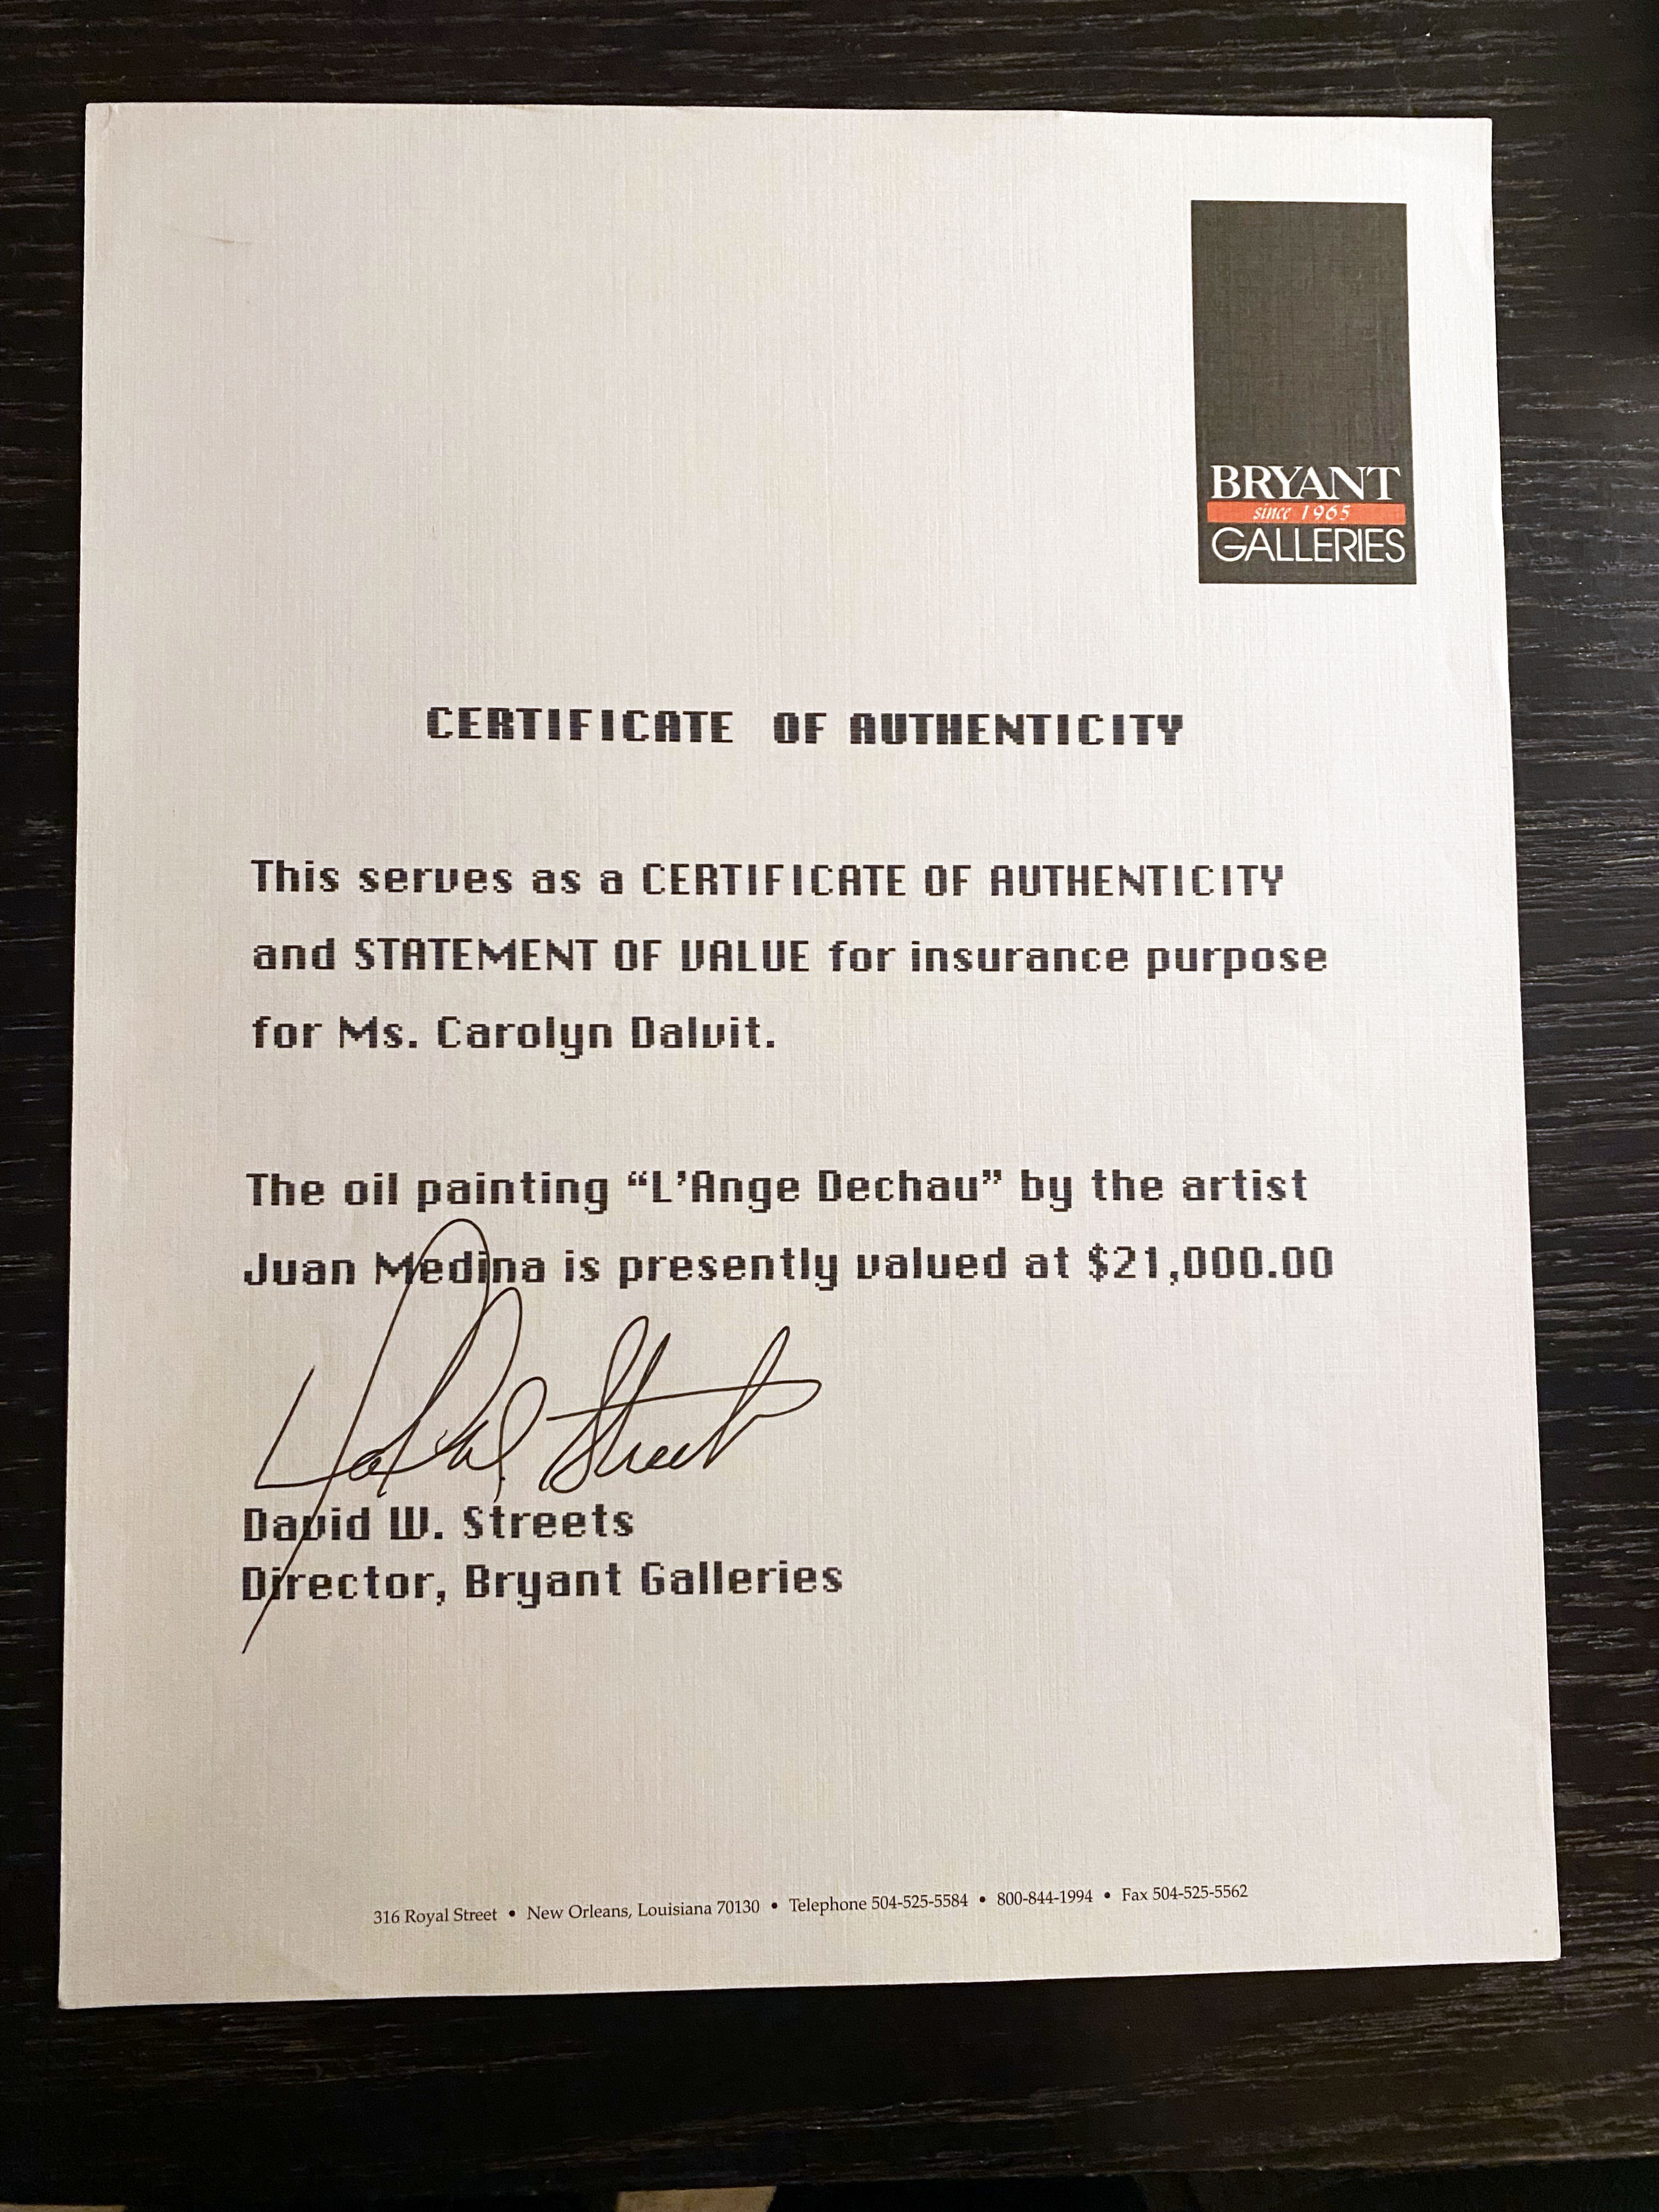 BRYANT
since 1965
GALLERIES
CERTIFICATE OF AUTHENTICITY
This serves as a CERTIFICATE OF AUTHENTICITY
and STATEMENT OF VALUE for insurance purpose
for Ms. Carolyn Dalvit.
The oil painting “L’Ange Dechau” by the artist
Juan Medina is presently valued at $21,000.00
David W. Streets
David W. Streets
Director, Bryant Galleries
316 Royal Street • New Orleans, Louisiana 70130 • Telephone 504-525-5584 • 800-844-1994 • Fax 504-525-5562